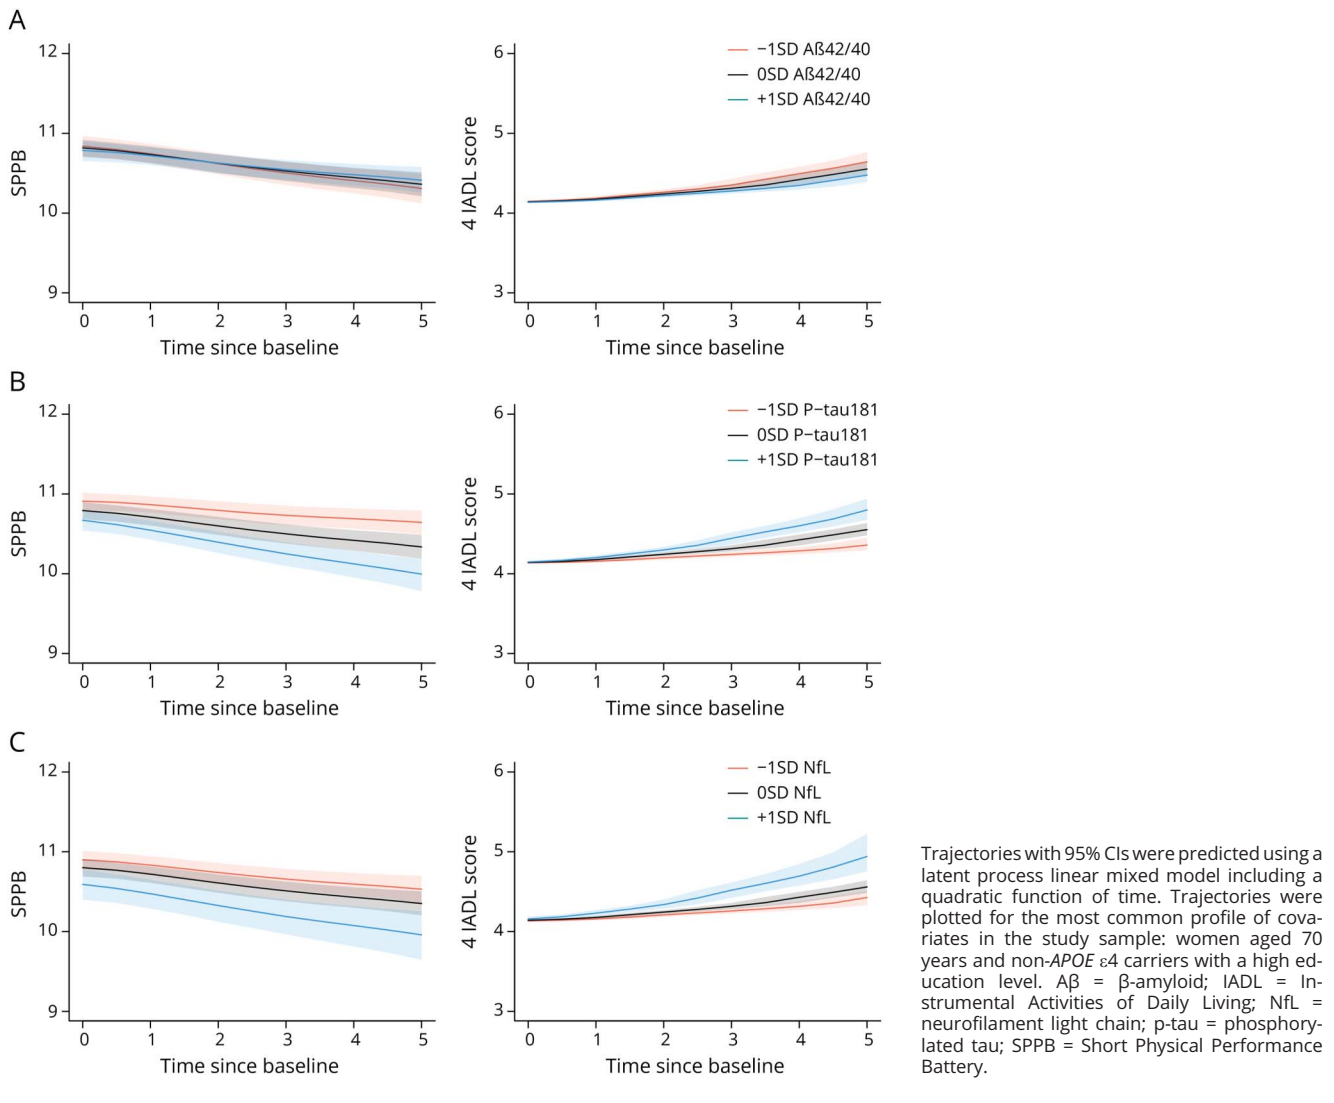 A
12
11
10
9
SPPB
0 1 2 3 4 5
Time since baseline
6
5
4
3
4 IADL score
−1SD Aß42/40
0SD Aß42/40
+1SD Aß42/40
0 1 2 3 4 5
Time since baseline
B
12
11
10
9
SPPB
0 1 2 3 4 5
Time since baseline
6
5
4
3
4 IADL score
−1SD P−tau181
0SD P−tau181
+1SD P−tau181
0 1 2 3 4 5
Time since baseline
C
12
11
10
9
SPPB
0 1 2 3 4 5
Time since baseline
6
5
4
3
4 IADL score
−1SD NfL
0SD NfL
+1SD NfL
0 1 2 3 4 5
Time since baseline
Trajectories with 95% CIs were predicted using a
latent process linear mixed model including a
quadratic function of time. Trajectories were
plotted for the most common profile of cova-
riates in the study sample: women aged 70
years and non-APOE ε4 carriers with a high ed-
ucation level. Aβ = β-amyloid; IADL = In-
strumental Activities of Daily Living; NfL =
neurofilament light chain; p-tau = phosphory-
lated tau; SPPB = Short Physical Performance
Battery.